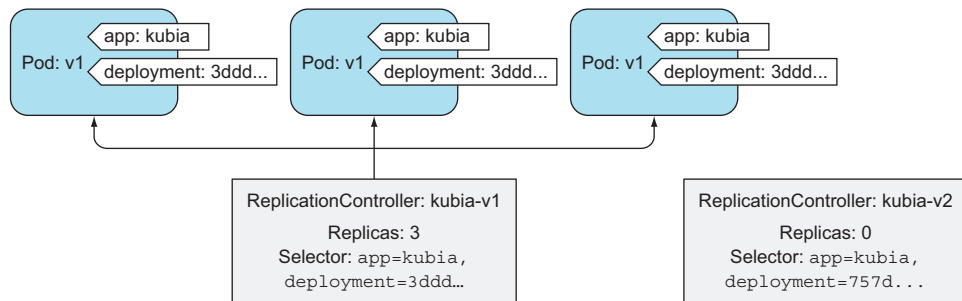 app: kubia
Pod: v1
deployment: 3ddd...
app: kubia
Pod: v1
deployment: 3ddd...
app: kubia
Pod: v1
deployment: 3ddd...
ReplicationController: kubia-v1
Replicas: 3
Selector: app=kubia,
deployment=3ddd…
ReplicationController: kubia-v2
Replicas: 0
Selector: app=kubia,
deployment=757d...